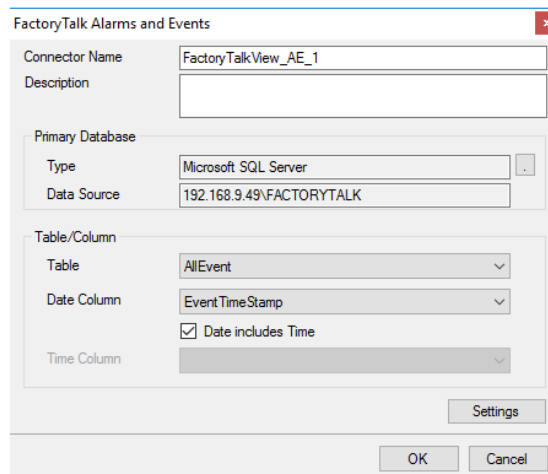 FactoryTalk Alarms and Events
Connector Name FactoryTalkView_AE_1
Description
Primary Database
Type Microsoft SQL Server .
Data Source 192.168.9.49\FACTORYTALK
Table/Column
Table AllEvent
Date Column EventTimeStamp
Date includes Time
Time Column
Settings
OK Cancel